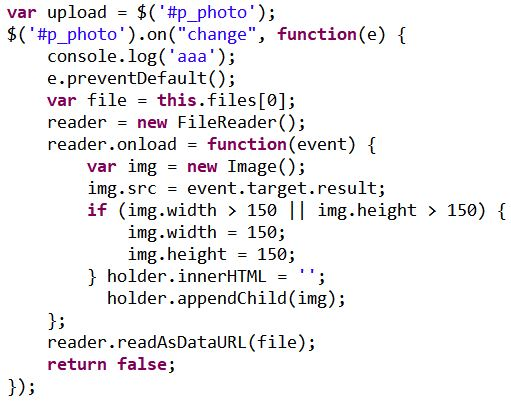 var upload = $('#p_photo');
$('#p_photo').on("change", function(e) {
    console.log('aaa');
    e.preventDefault();
    var file = this.files[0];
    reader = new FileReader();
    reader.onload = function(event) {
        var img = new Image();
        img.src = event.target.result;
        if (img.width > 150 || img.height > 150) {
            img.width = 150;
            img.height = 150;
        } holder.innerHTML = '';
          holder.appendChild(img);
    };
    reader.readAsDataURL(file);
    return false;
});